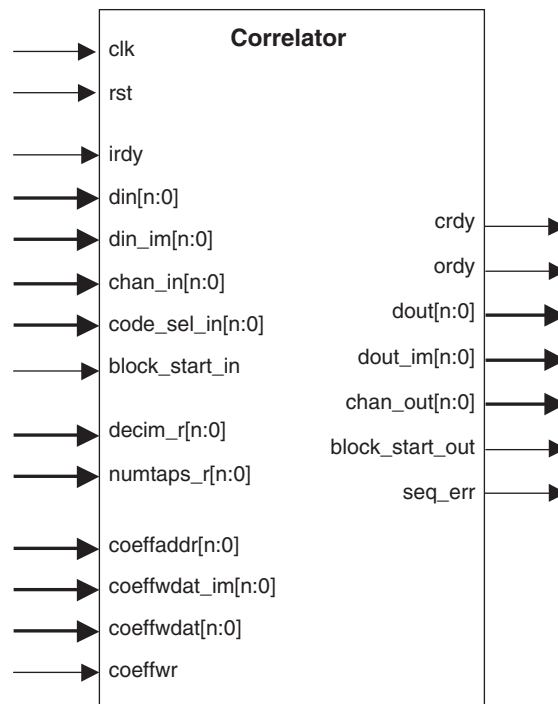 Correlator
clk
rst
irdy
din[n:0]
din_im[n:0]
chan_in[n:0]
code_sel_in[n:0]
block_start_in
decim_r[n:0]
numtaps_r[n:0]
coeffaddr[n:0]
coeffwdat_im[n:0]
coeffwdat[n:0]
coeffwr
crdy
ordy
dout[n:0]
dout_im[n:0]
chan_out[n:0]
block_start_out
seq_err